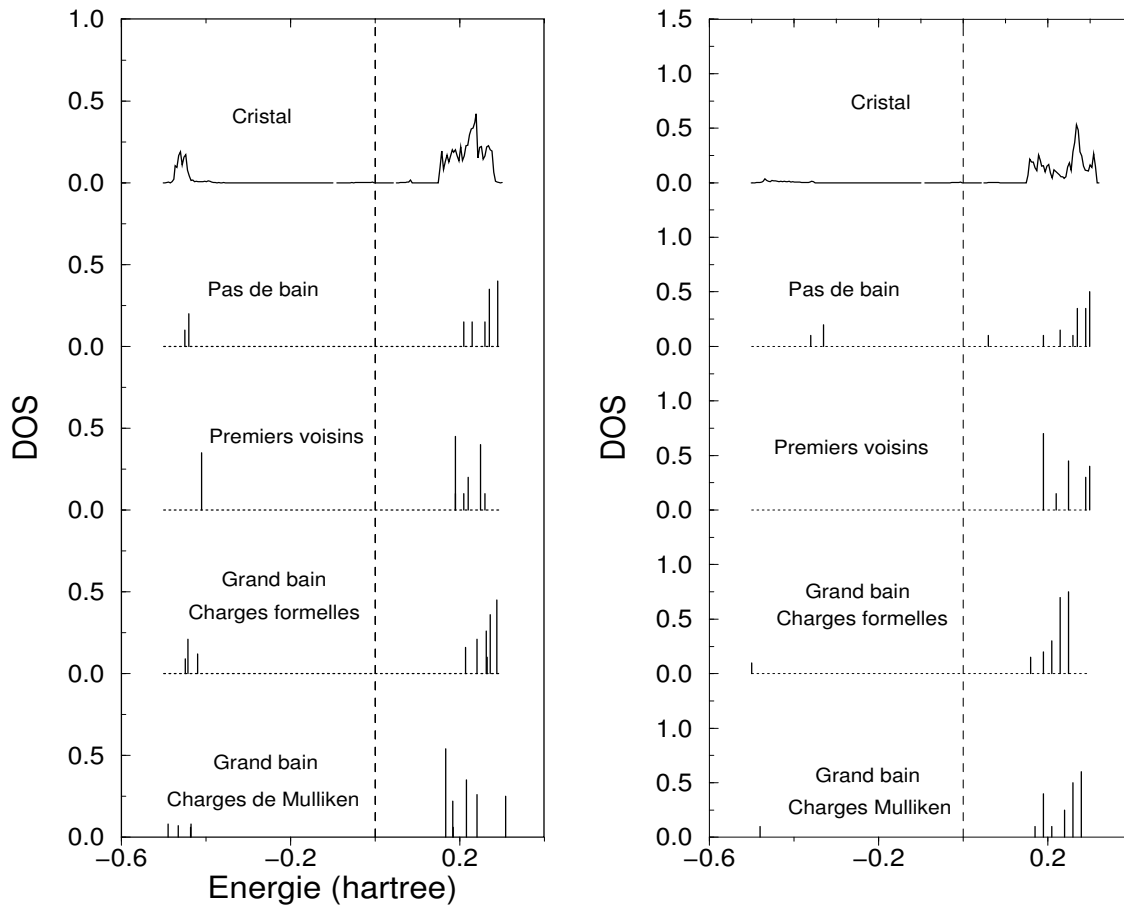 1.0
Cristal
0.5
0.0
Pas de bain
0.5
0.0
Premiers voisins
0.5
0.0
Grand bain
Charges formelles
0.5
0.0
Grand bain
Charges de Mulliken
0.5
0.0
−0.6
−0.2
0.2
DOS
Energie (hartree)
1.5
1.0
Cristal
0.5
0.0
1.0
Pas de bain
0.5
0.0
1.0
Premiers voisins
0.5
0.0
1.0
Grand bain
Charges formelles
0.5
0.0
1.0
Grand bain
Charges Mulliken
0.5
0.0
−0.6
−0.2
0.2
DOS